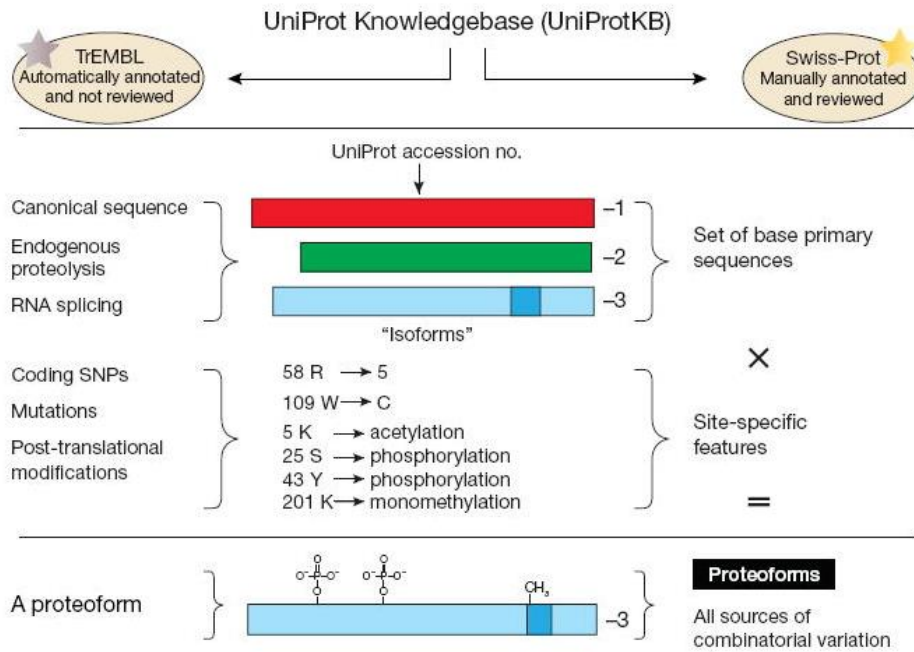 UniProt Knowledgebase (UniProtKB)
TrEMBL
Automatically annotated
and not reviewed
Swiss-Prot
Manually annotated
and reviewed
UniProt accession no.
Canonical sequence
Endogenous
proteolysis
RNA splicing
–1
–2
–3
"Isoforms"
Set of base primary
sequences
×
Coding SNPs
Mutations
Post-translational
modifications
58 R → 5
109 W → C
5 K → acetylation
25 S → phosphorylation
43 Y → phosphorylation
201 K → monomethylation
Site-specific
features
=
A proteoform
O
O⁻–P–O⁻
O
O
O⁻–P–O⁻
O
CH₃
–3
Proteoforms
All sources of
combinatorial variation